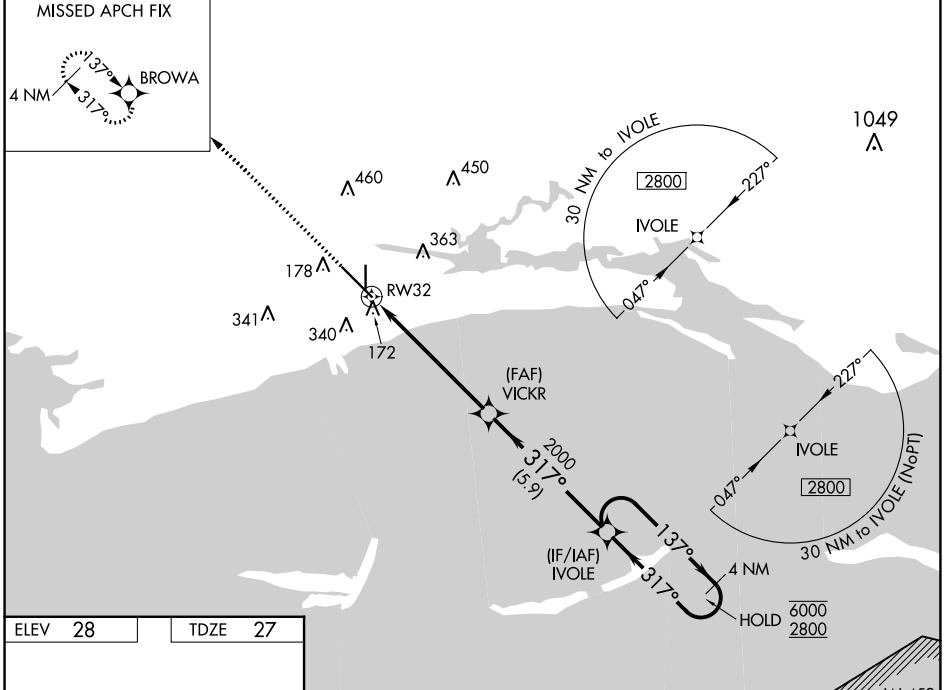 MISSED APCH FIX
137°
BROWA
4 NM
317°
1049
30 NM to IVOLE
2800
227°
IVOLE
047°
460
450
363
178
RW32
341
340
172
(FAF)
VICKR
2000
317°
(5.9)
227°
IVOLE
047°
2800
30 NM to IVOLE (NoPT)
(IF/IAF)
IVOLE
137°
317°
4 NM
HOLD
6000
2800
ELEV 28
TDZE 27